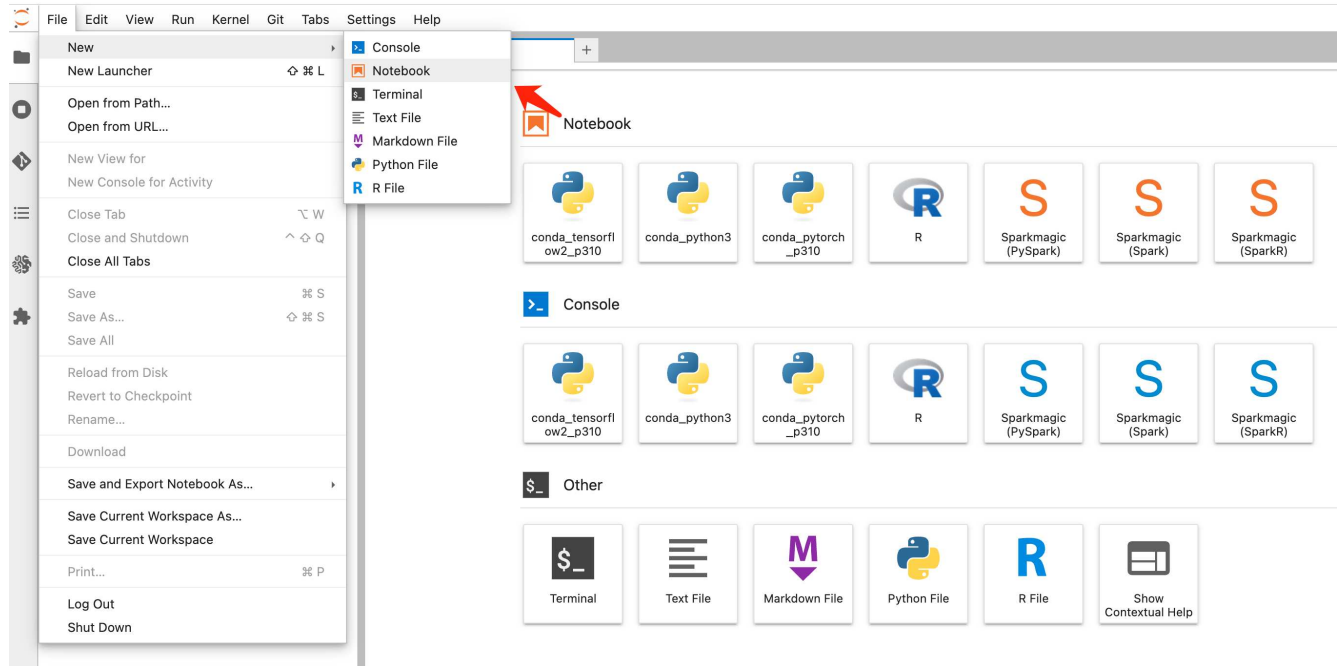 File Edit View Run Kernel Git Tabs Settings Help
New
New Launcher ⇧ ⌘ L
Open from Path...
Open from URL...
New View for
New Console for Activity
Close Tab ⌥ W
Close and Shutdown ^ ⇧ Q
Close All Tabs
Save ⌘ S
Save As... ⇧ ⌘ S
Save All
Reload from Disk
Revert to Checkpoint
Rename...
Download
Save and Export Notebook As...
Save Current Workspace As...
Save Current Workspace
Print... ⌘ P
Log Out
Shut Down
Console
Notebook
$_ Terminal
Text File
M Markdown File
Python File
R R File
+
Notebook
conda_tensorfl
ow2_p310
conda_python3
conda_pytorch
_p310
R
R
S
Sparkmagic
(PySpark)
S
Sparkmagic
(Spark)
S
Sparkmagic
(SparkR)
>_ Console
conda_tensorfl
ow2_p310
conda_python3
conda_pytorch
_p310
R
R
S
Sparkmagic
(PySpark)
S
Sparkmagic
(Spark)
S
Sparkmagic
(SparkR)
$_ Other
$_
Terminal
Text File
M
Markdown File
Python File
R
R File
Show
Contextual Help